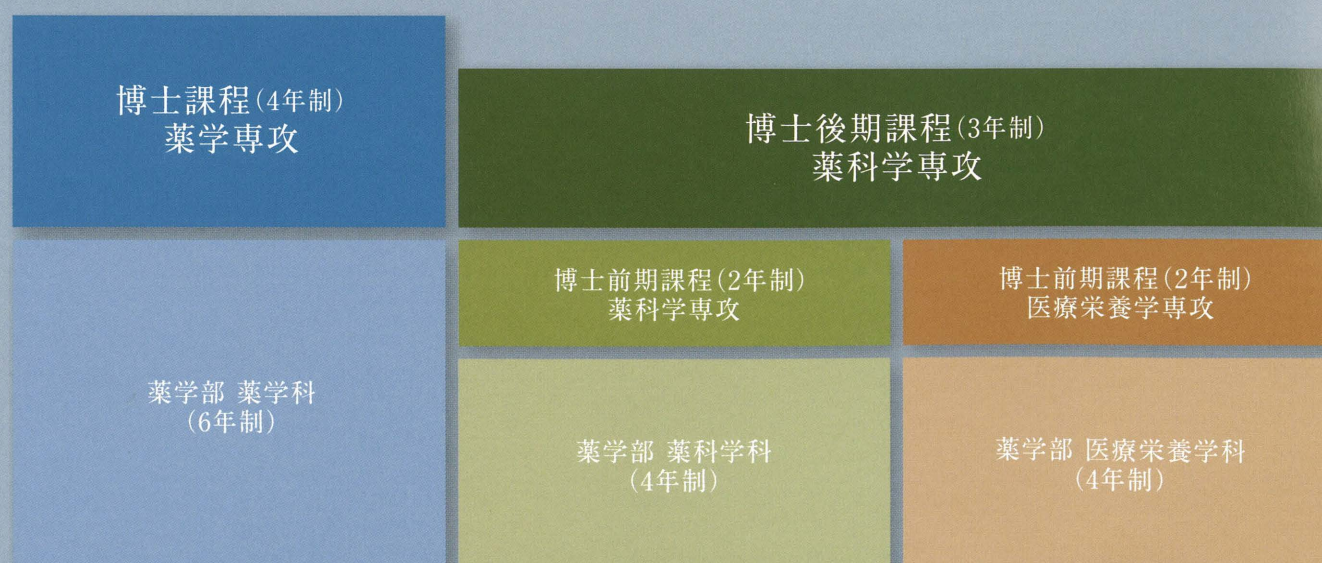 博士課程(4年制)
薬学専攻
博士後期課程(3年制)
薬科学専攻
博士前期課程(2年制)
薬科学専攻
博士前期課程(2年制)
医療栄養学専攻
薬学部 薬学科
(6年制)
薬学部 薬科学科
(4年制)
薬学部 医療栄養学科
(4年制)